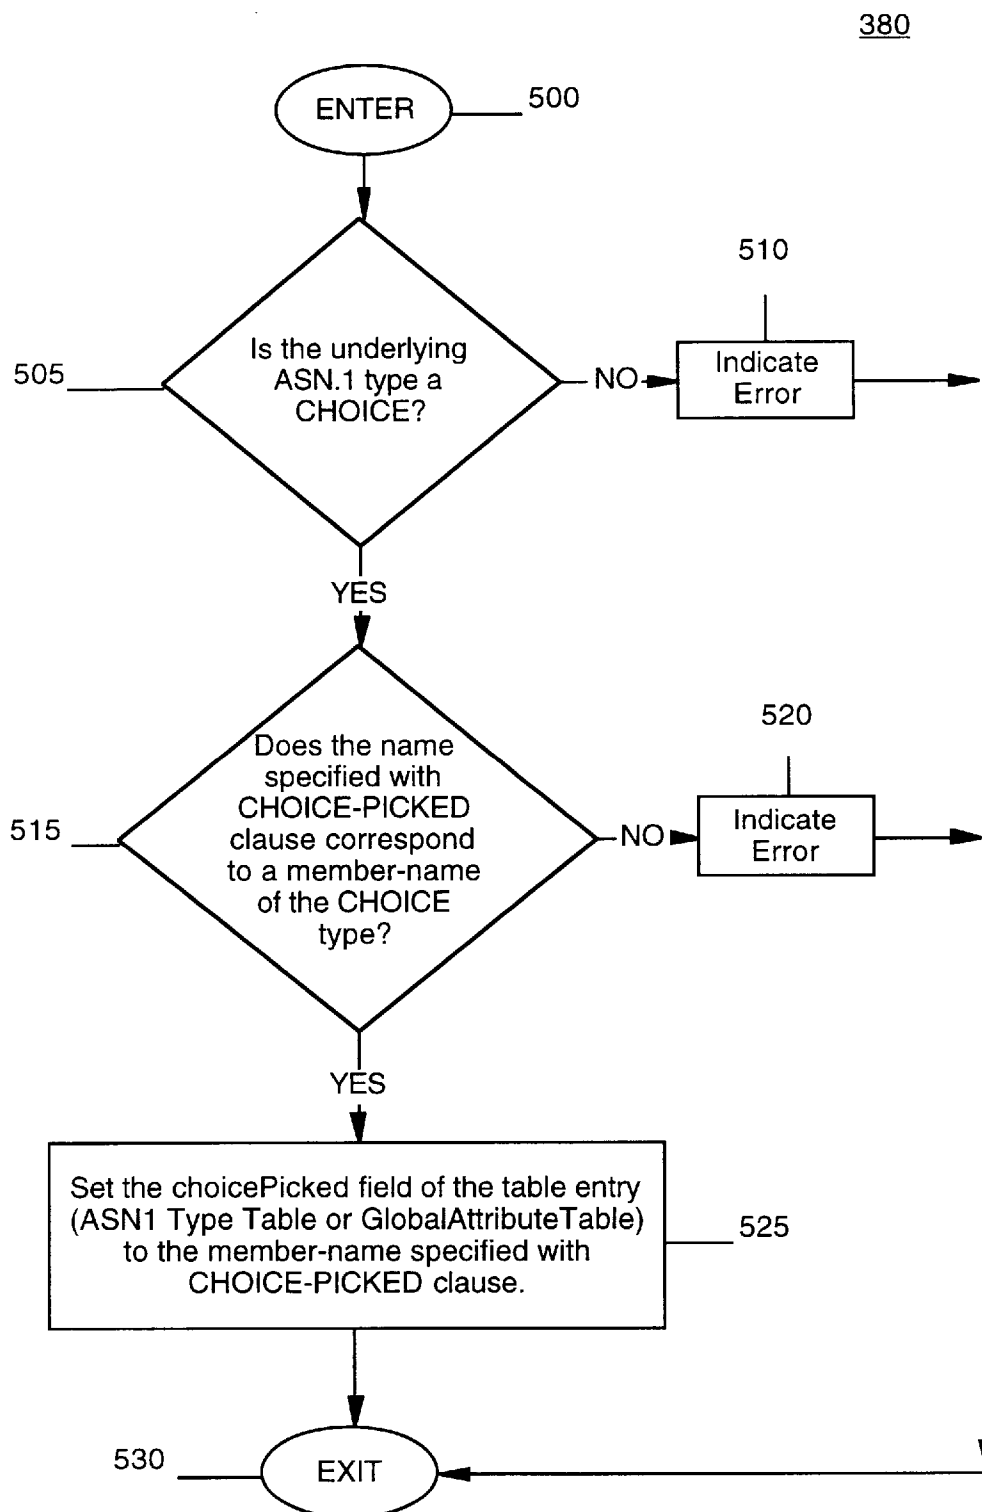 380
ENTER
500
510
Is the underlying
ASN.1 type a
CHOICE?
505
NO
Indicate
Error
YES
520
Does the name
specified with
CHOICE-PICKED
clause correspond
to a member-name
of the CHOICE
type?
515
NO
Indicate
Error
YES
Set the choicePicked field of the table entry
(ASN1 Type Table or GlobalAttributeTable)
to the member-name specified with
CHOICE-PICKED clause.
525
530
EXIT